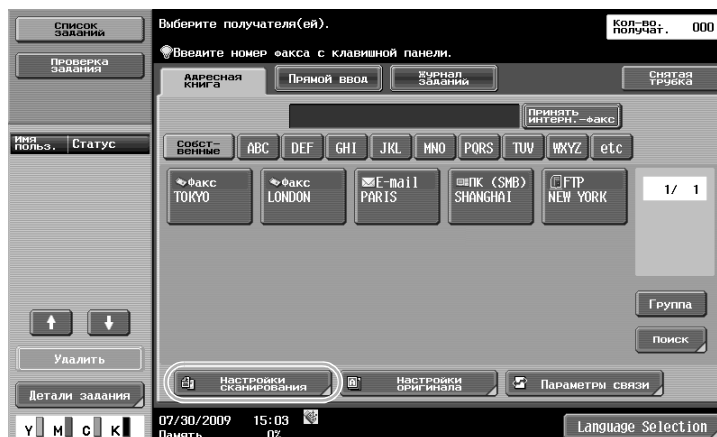 Список
заданий
Проверка
задания
Имя
польз.
Статус
Удалить
Детали задания
Y M C K
Выберите получателя(ей).
Введите номер факса с клавишной панели.
Кол-во.
получат. 000
Адресная
книга
Прямой ввод
Журнал
заданий
Снятая
трубка
Принять
интерн.-факс
Собст-
венные
ABC DEF GHI JKL MNO PQRS TUV WXYZ etc
Факс
TOKYO
Факс
LONDON
E-mail
PARIS
ПК (SMB)
SHANGHAI
FTP
NEW YORK
1/ 1
Группа
Поиск
Настройки
сканирования
Настройки
оригинала
Параметры связи
07/30/2009 15:03
Память 0%
Language Selection